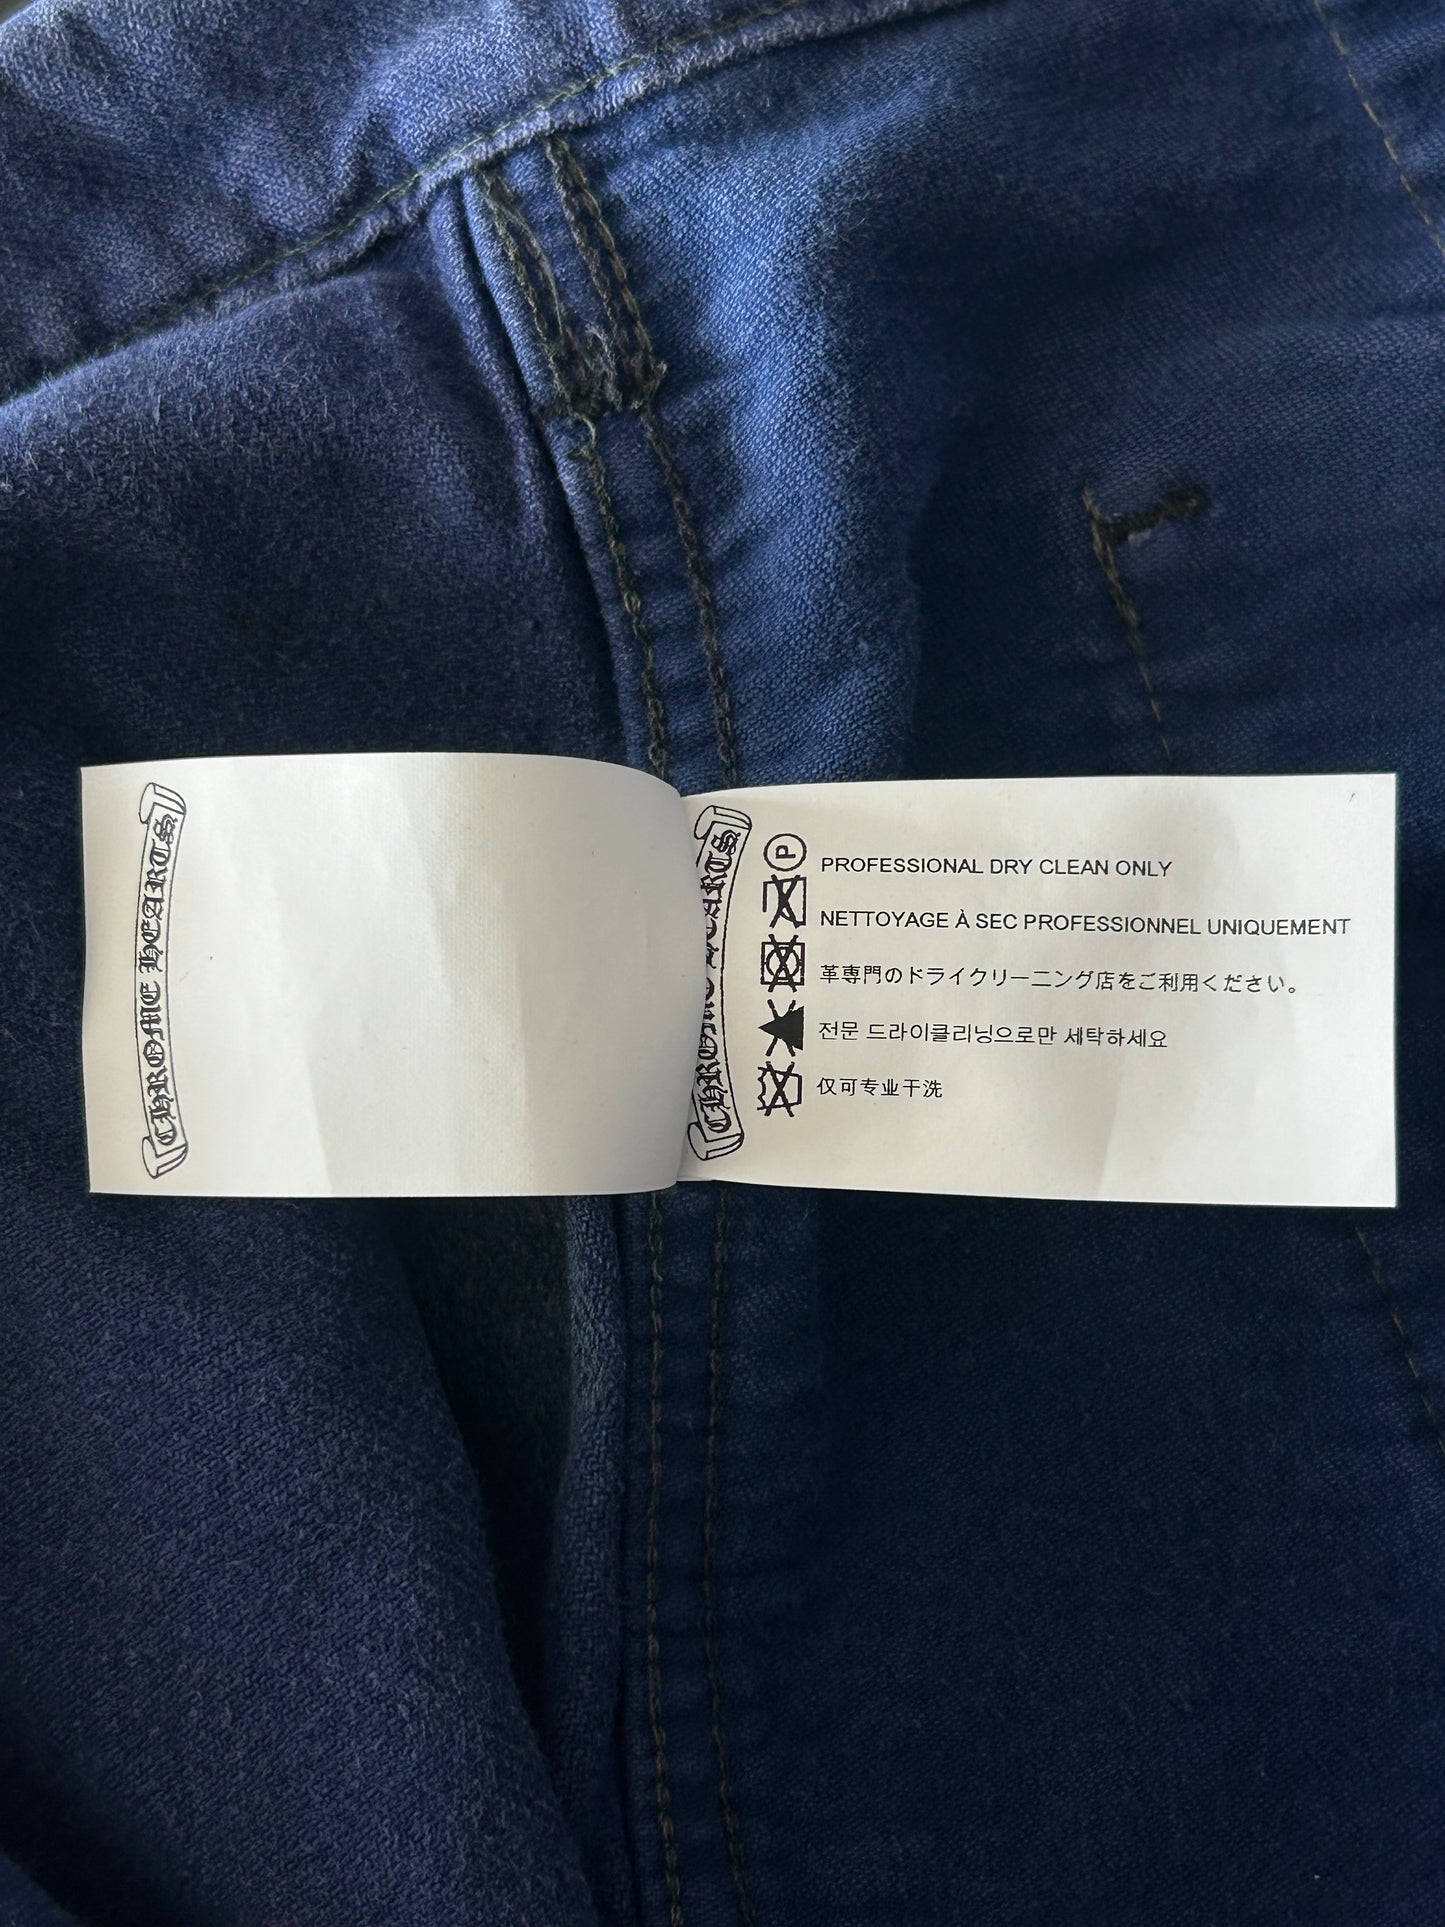 CHROME HEARTS
CHROME HEARTS
P
PROFESSIONAL DRY CLEAN ONLY
NETTOYAGE À SEC PROFESSIONNEL UNIQUEMENT
革専門のドライクリーニング店をご利用ください。
전문 드라이클리닝으로만 세탁하세요
仅可专业干洗